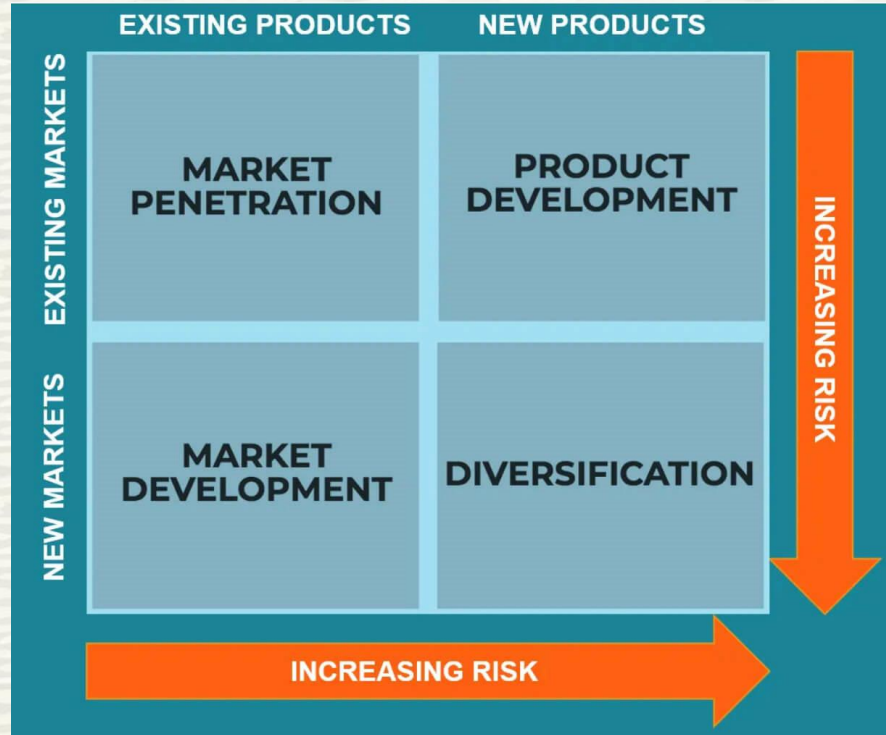 EXISTING PRODUCTS
NEW PRODUCTS
EXISTING MARKETS
MARKET
PENETRATION
PRODUCT
DEVELOPMENT
INCREASING RISK
NEW MARKETS
MARKET
DEVELOPMENT
DIVERSIFICATION
INCREASING RISK